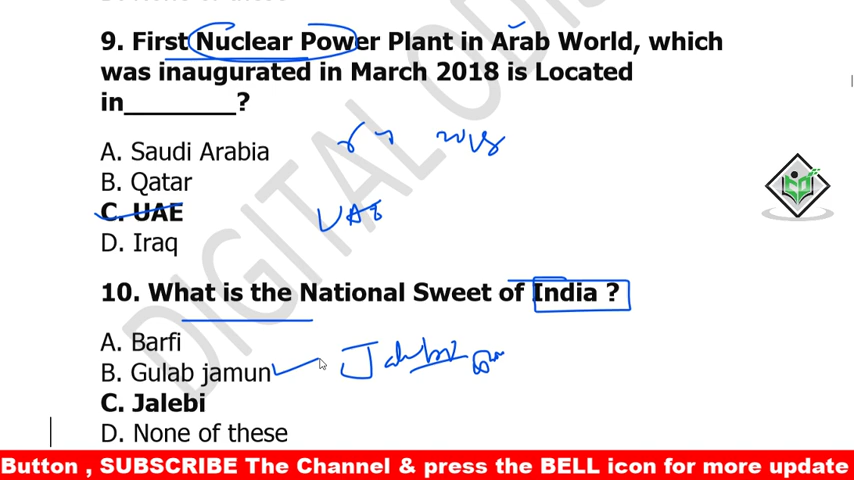 9. First Nuclear Power Plant in Arab World, which
was inaugurated in March 2018 is Located
in________?
A. Saudi Arabia
B. Qatar
C. UAE
UAE
D. Iraq
10. What is the National Sweet of India ?
A. Barfi
B. Gulab jamun
Jalebi
C. Jalebi
D. None of these
DIGITAL ODI
Button , SUBSCRIBE The Channel & press the BELL icon for more update